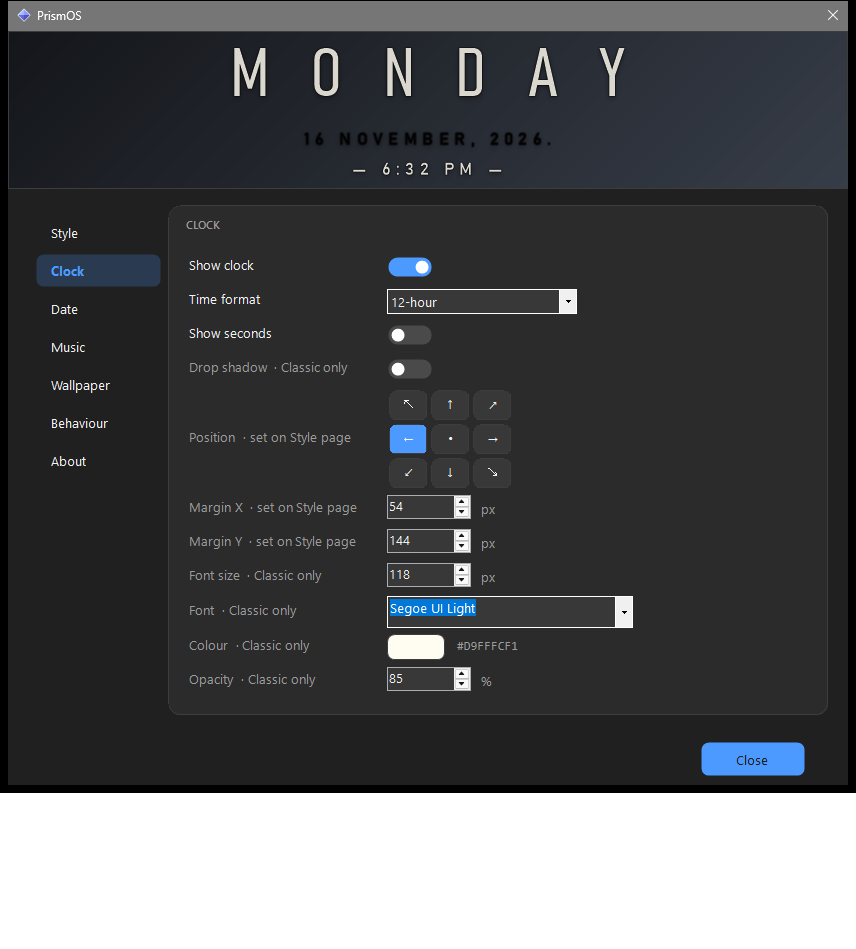 PrismOS
MONDAY
16 NOVEMBER, 2026.
— 6:32 PM —
Style
Clock
Date
Music
Wallpaper
Behaviour
About
CLOCK
Show clock
Time format 12-hour
Show seconds
Drop shadow · Classic only
Position · set on Style page
Margin X · set on Style page 54 px
Margin Y · set on Style page 144 px
Font size · Classic only 118 px
Font · Classic only Segoe UI Light
Colour · Classic only #D9FFFCF1
Opacity · Classic only 85 %
Close